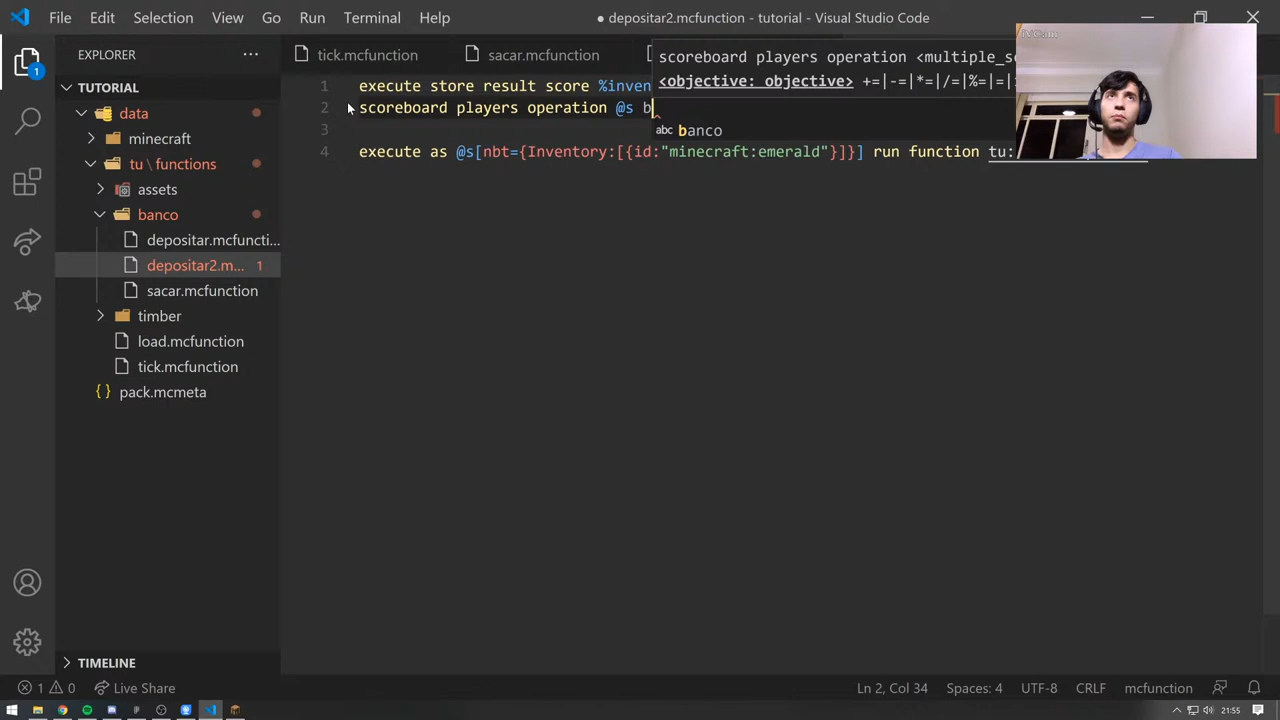 File Edit Selection View Go Run Terminal Help
● depositar2.mcfunction - tutorial - Visual Studio Code
EXPLORER
TUTORIAL
data
minecraft
tu \ functions
assets
banco
depositar.mcfuncti...
depositar2.m... 1
sacar.mcfunction
timber
load.mcfunction
tick.mcfunction
{ } pack.mcmeta
TIMELINE
1
tick.mcfunction
sacar.mcfunction
1 execute store result score %inven
2 scoreboard players operation @s b
3
4 execute as @s[nbt={Inventory:[{id:"minecraft:emerald"}]}] run function tu:
scoreboard players operation <multiple_sc
<objective: objective> +=|-=|*=|/=|%=|=|
abc banco
iVCam
1 0 Live Share
Ln 2, Col 34 Spaces: 4 UTF-8 CRLF mcfunction
21:55